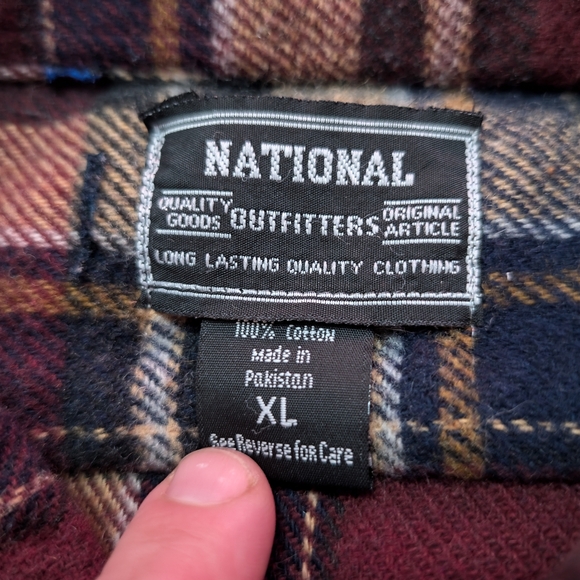 NATIONAL
QUALITY GOODS OUTFITTERS ORIGINAL ARTICLE
LONG LASTING QUALITY CLOTHING
100% Cotton
Made in
Pakistan
XL
See Reverse for Care